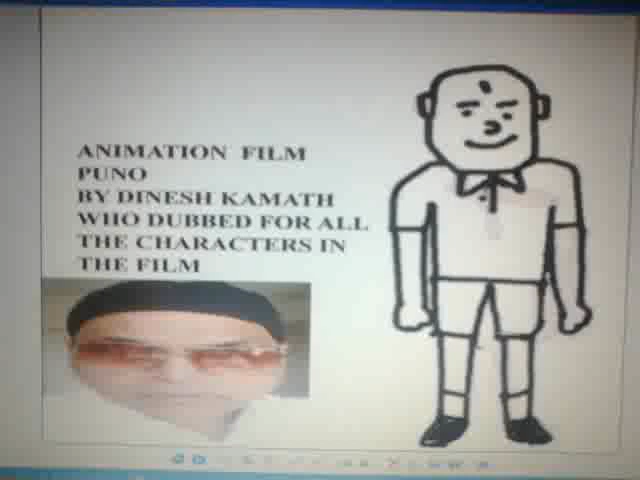 ANIMATION FILM
PUNO
BY DINESH KAMATH
WHO DUBBED FOR ALL
THE CHARACTERS IN
THE FILM